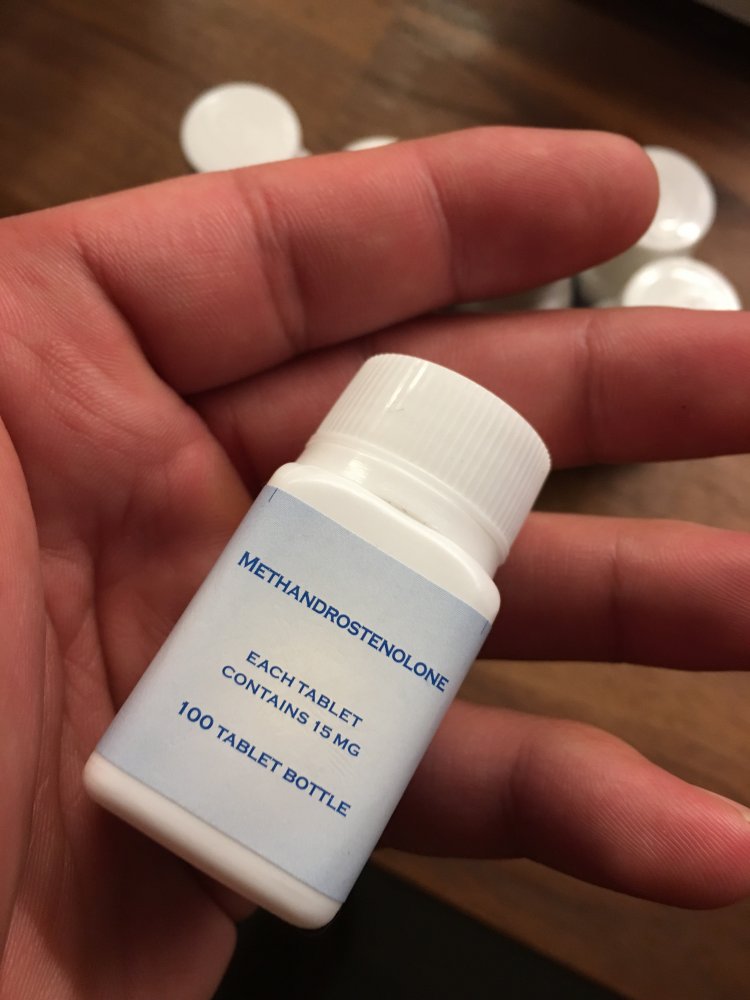 METHANDROSTENOLONE
EACH TABLET
CONTAINS 15 MG
100 TABLET BOTTLE